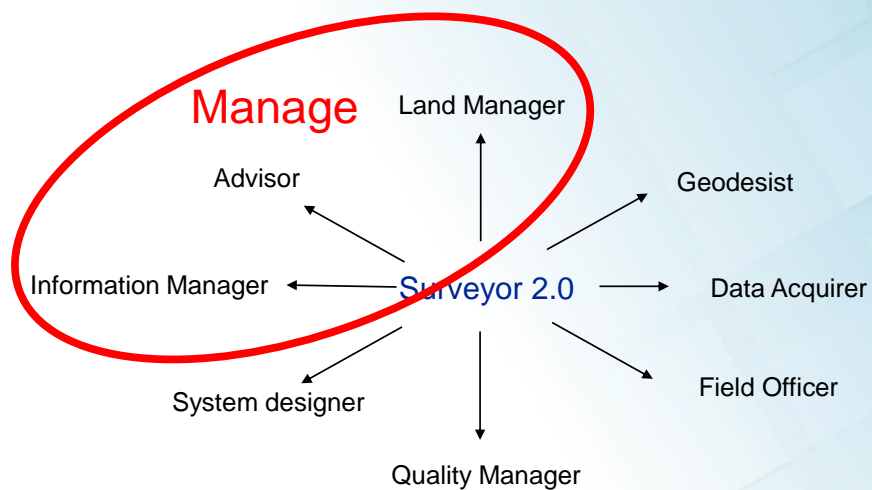 Manage
Land Manager
Advisor
Geodesist
Information Manager
Surveyor 2.0
Data Acquirer
System designer
Field Officer
Quality Manager